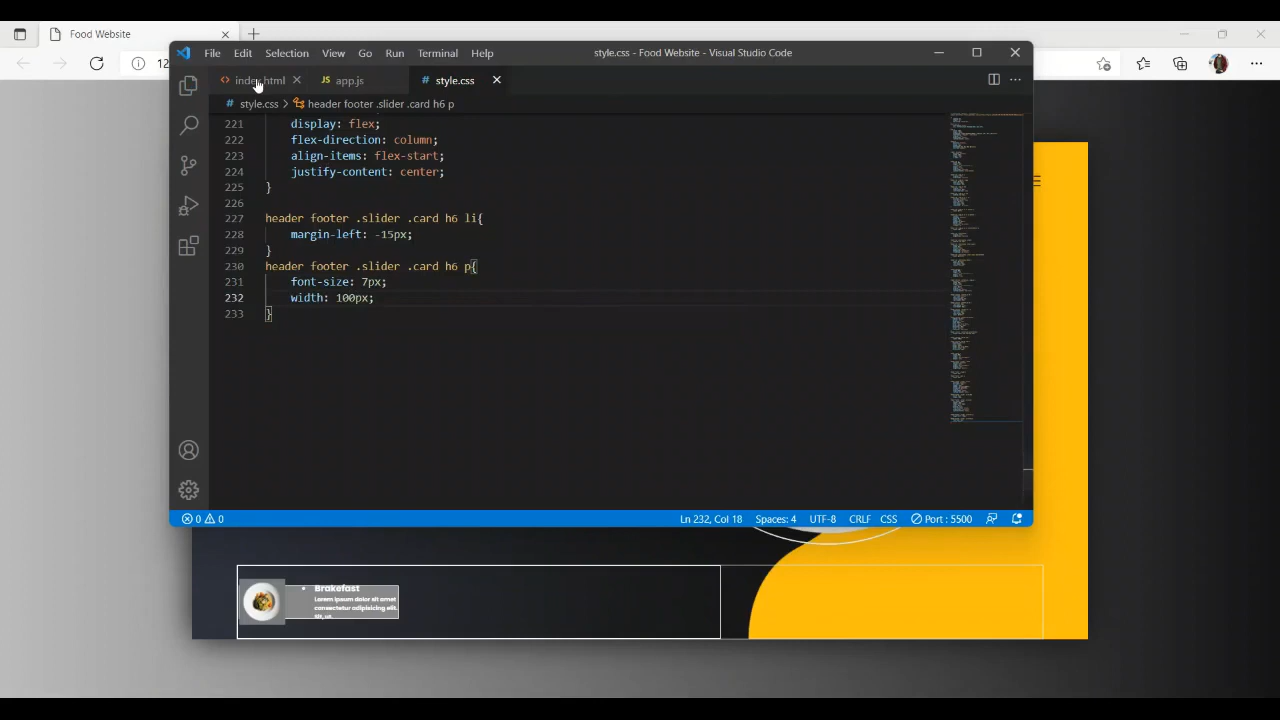 Food Website
12
File Edit Selection View Go Run Terminal Help
style.css - Food Website - Visual Studio Code
<> index.html
JS app.js
# style.css
# style.css > header footer .slider .card h6 p
221 display: flex;
222 flex-direction: column;
223 align-items: flex-start;
224 justify-content: center;
225 }
226
227 header footer .slider .card h6 li{
228 margin-left: -15px;
229 }
230 header footer .slider .card h6 p{
231 font-size: 7px;
232 width: 100px;
233 }
0 0
Ln 232, Col 18 Spaces: 4 UTF-8 CRLF CSS Port : 5500
• Brakefast
Lorem ipsum dolor sit amet
consectetur adipisicing elit.